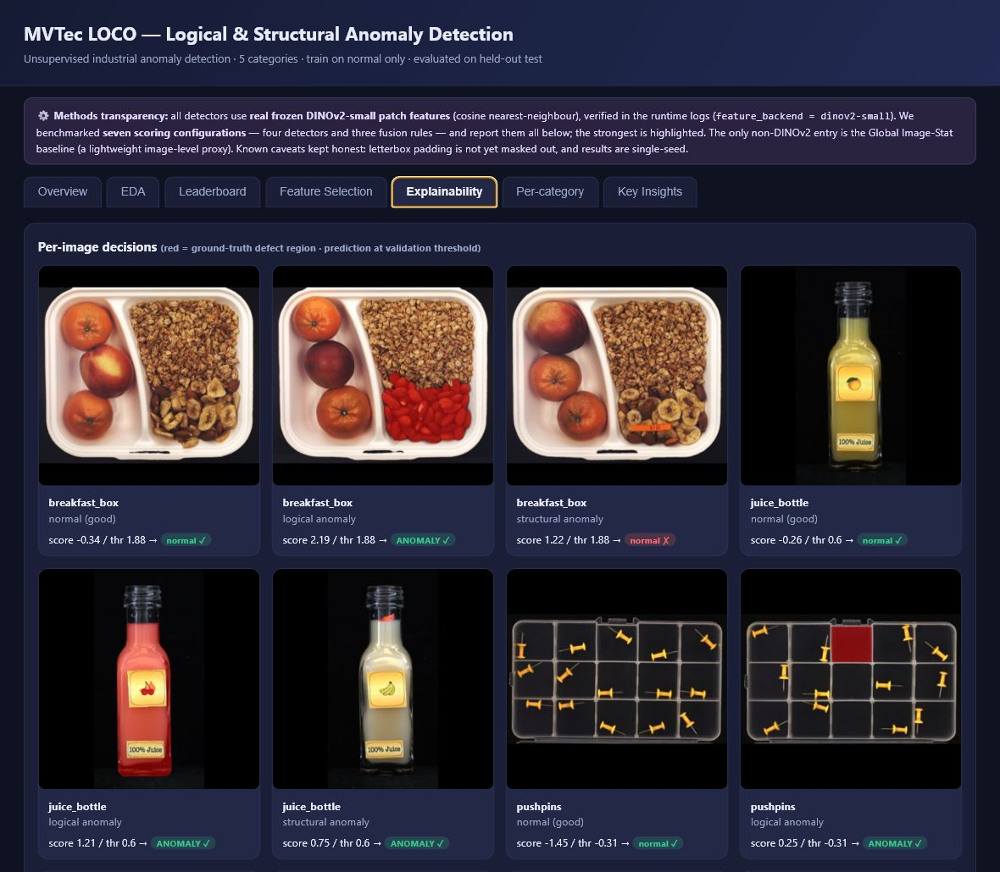 MVTec LOCO — Logical & Structural Anomaly Detection
Unsupervised industrial anomaly detection · 5 categories · train on normal only · evaluated on held-out test
⚙ Methods transparency: all detectors use real frozen DINOv2-small patch features (cosine nearest-neighbour), verified in the runtime logs (feature_backend = dinov2-small). We
benchmarked seven scoring configurations — four detectors and three fusion rules — and report them all below; the strongest is highlighted. The only non-DINOv2 entry is the Global Image-Stat
baseline (a lightweight image-level proxy). Known caveats kept honest: letterbox padding is not yet masked out, and results are single-seed.
Overview EDA Leaderboard Feature Selection Explainability Per-category Key Insights
Per-image decisions (red = ground-truth defect region · prediction at validation threshold)
100% Juice
breakfast_box
normal (good)
score -0.34 / thr 1.88 → normal ✓
breakfast_box
logical anomaly
score 2.19 / thr 1.88 → ANOMALY ✓
breakfast_box
structural anomaly
score 1.22 / thr 1.88 → normal ✗
juice_bottle
normal (good)
score -0.26 / thr 0.6 → normal ✓
100% Juice
100% Juice
juice_bottle
logical anomaly
score 1.21 / thr 0.6 → ANOMALY ✓
juice_bottle
structural anomaly
score 0.75 / thr 0.6 → ANOMALY ✓
pushpins
normal (good)
score -1.45 / thr -0.31 → normal ✓
pushpins
logical anomaly
score 0.25 / thr -0.31 → ANOMALY ✓